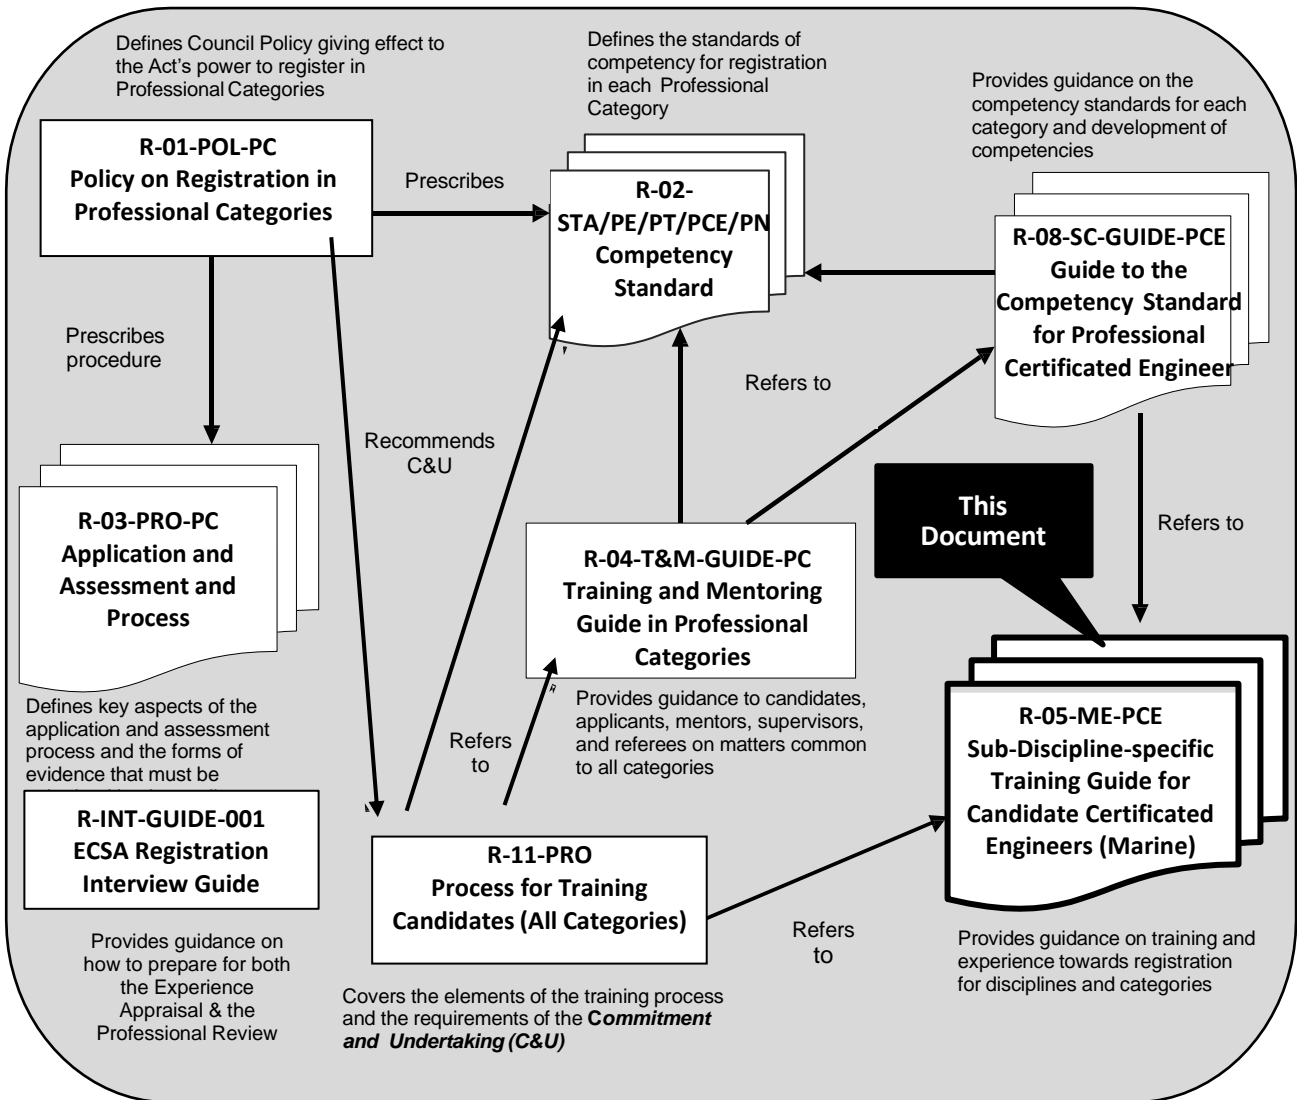 Defines Council Policy giving effect to
the Act's power to register in
Professional Categories
R-01-POL-PC
Policy on Registration in
Professional Categories
Prescribes
Defines the standards of
competency for registration
in each Professional
Category
R-02-
STA/PE/PT/PCE/PN
Competency
Standard
Provides guidance on the
competency standards for each
category and development of
competencies
R-08-SC-GUIDE-PCE
Guide to the
Competency Standard
for Professional
Certificated Engineer
Prescribes
procedure
Refers to
Recommends
C&U
R-03-PRO-PC
Application and
Assessment and
Process
R-04-T&M-GUIDE-PC
Training and Mentoring
Guide in Professional
Categories
This
Document
Refers to
Defines key aspects of the
application and assessment
process and the forms of
evidence that must be
R-INT-GUIDE-001
ECSA Registration
Interview Guide
Provides guidance on
how to prepare for both
the Experience
Appraisal & the
Professional Review
Refers
to
Provides guidance to candidates,
applicants, mentors, supervisors,
and referees on matters common
to all categories
R-05-ME-PCE
Sub-Discipline-specific
Training Guide for
Candidate Certificated
Engineers (Marine)
R-11-PRO
Process for Training
Candidates (All Categories)
Refers
to
Provides guidance on training and
experience towards registration
for disciplines and categories
Covers the elements of the training process
and the requirements of the Commitment
and Undertaking (C&U)